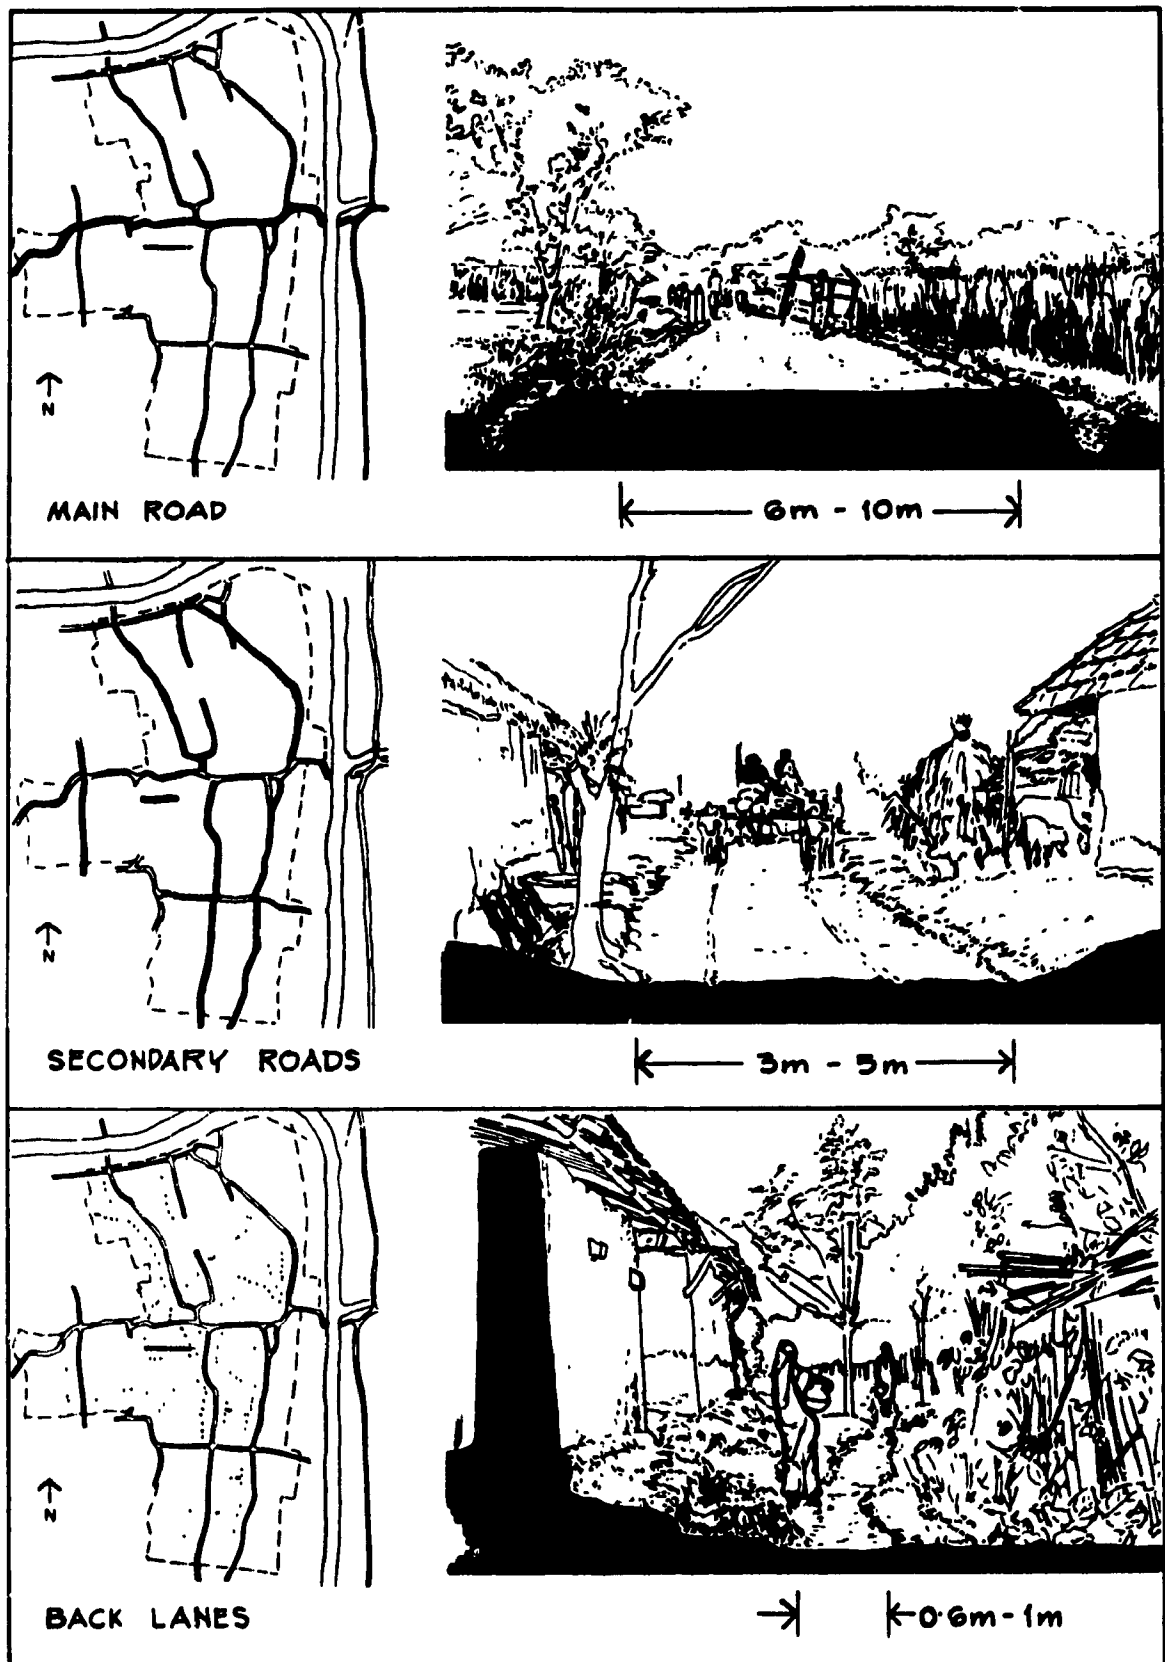 N
MAIN ROAD
6m - 10m
N
SECONDARY ROADS
3m - 5m
N
BACK LANES
0·6m - 1m